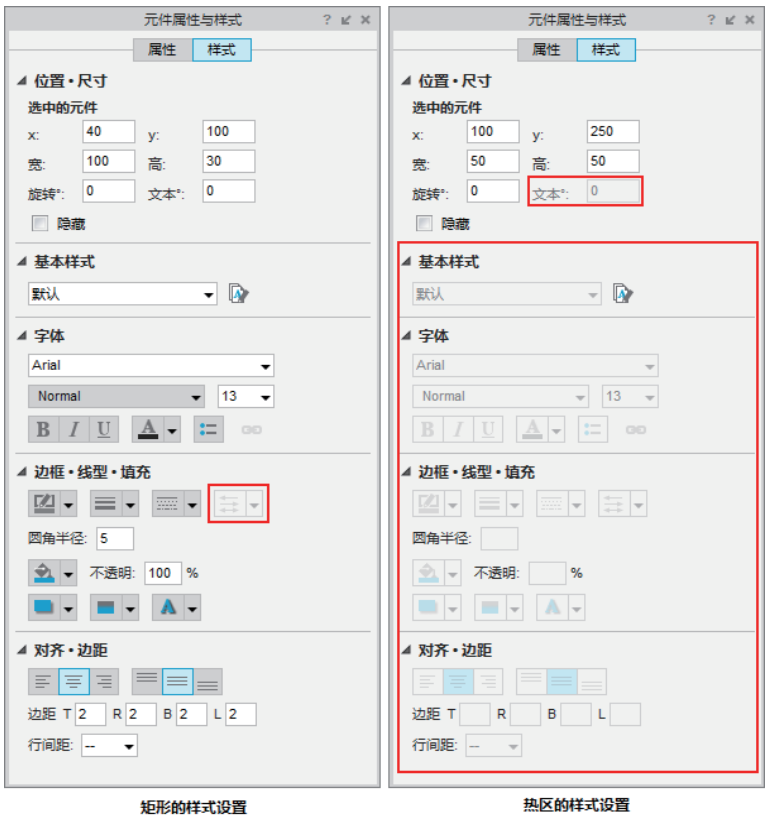 元件属性与样式 ?
属性 样式
位置·尺寸
选中的元件
x: 40 y: 100
宽: 100 高: 30
旋转°: 0 文本°: 0
隐藏
基本样式
默认
字体
Arial
Normal 13
B I U A
边框·线型·填充
圆角半径: 5
不透明: 100 %
A
对齐·边距
边距 T 2 R 2 B 2 L 2
行间距: --
矩形的样式设置
元件属性与样式 ?
属性 样式
位置·尺寸
选中的元件
x: 100 y: 250
宽: 50 高: 50
旋转°: 0 文本°: 0
隐藏
基本样式
默认
字体
Arial
Normal 13
B I U A
边框·线型·填充
圆角半径:
不透明: %
A
对齐·边距
边距 T R B L
行间距: --
热区的样式设置